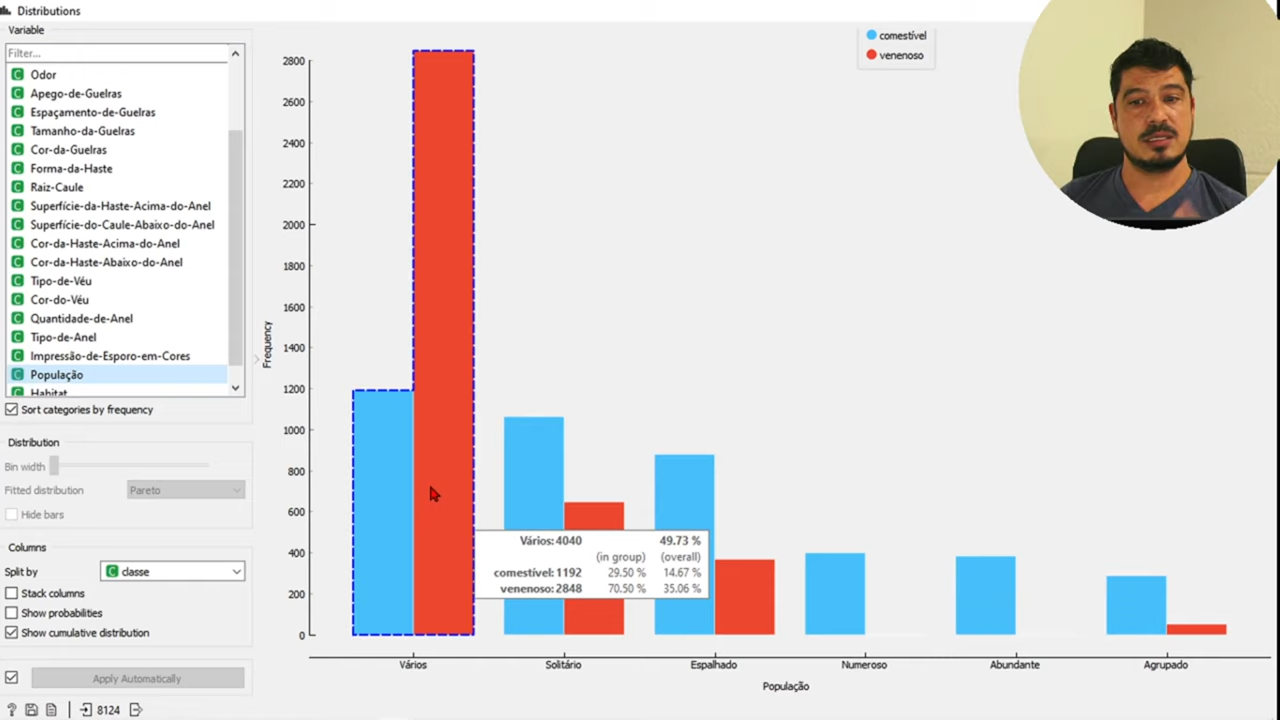 Distributions
Variable
Filter...
Odor
Apego-de-Guelras
Espaçamento-de-Guelras
Tamanho-da-Guelras
Cor-da-Guelras
Forma-da-Haste
Raiz-Caule
Superfície-da-Haste-Acima-do-Anel
Superfície-do-Caule-Abaixo-do-Anel
Cor-da-Haste-Acima-do-Anel
Cor-da-Haste-Abaixo-do-Anel
Tipo-de-Véu
Cor-do-Véu
Quantidade-de-Anel
Tipo-de-Anel
Impressão-de-Esporo-em-Cores
População
Habitat
Sort categories by frequency
Distribution
Bin width
Fitted distribution Pareto
Hide bars
Columns
Split by classe
Stack columns
Show probabilities
Show cumulative distribution
Apply Automatically
8124
comestível
venenoso
Frequency
2800
2600
2400
2200
2000
1800
1600
1400
1200
1000
800
600
400
200
0
Vários: 4040 49.73 %
(in group) (overall)
comestível: 1192 29.50 % 14.67 %
venenoso: 2848 70.50 % 35.06 %
Vários Solitário Espalhado Numeroso Abundante Agrupado
População